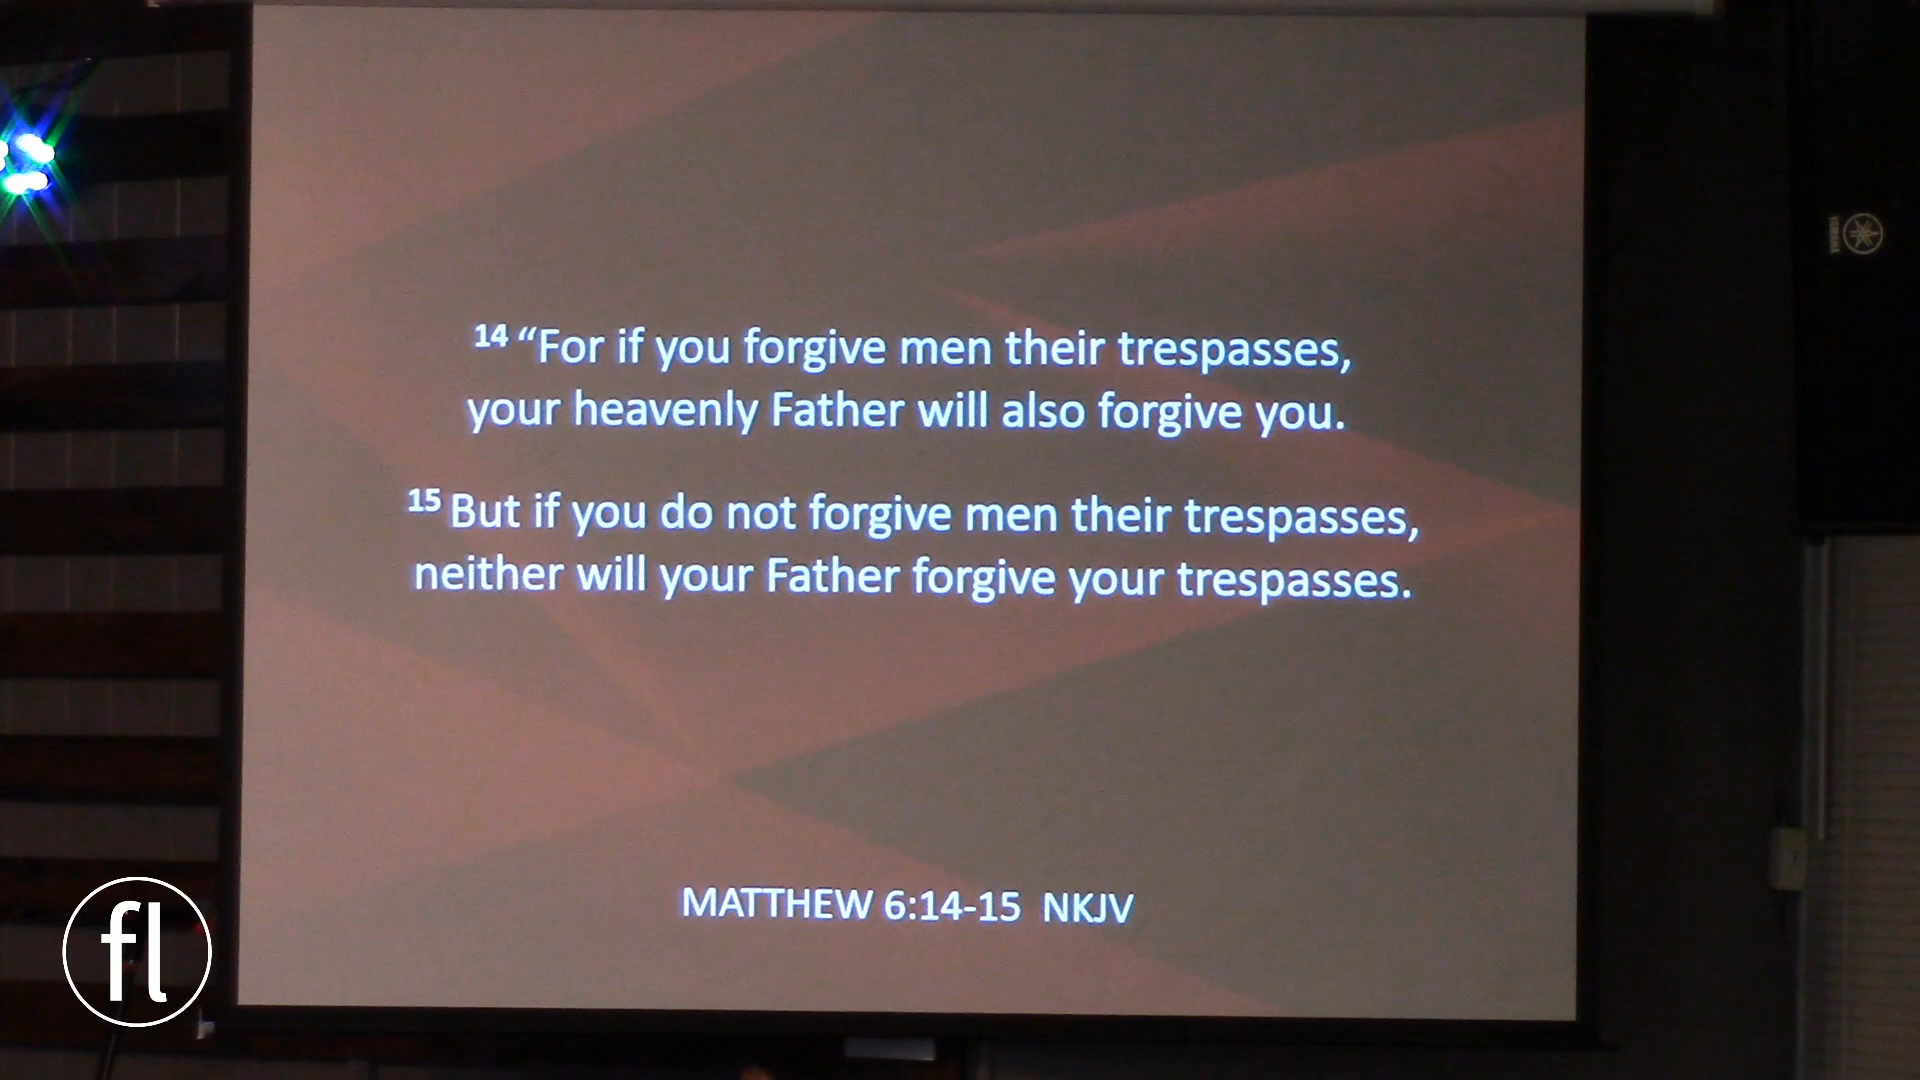 14 “For if you forgive men their trespasses,
your heavenly Father will also forgive you.
15 But if you do not forgive men their trespasses,
neither will your Father forgive your trespasses.
MATTHEW 6:14-15 NKJV
fl
YAMAHA